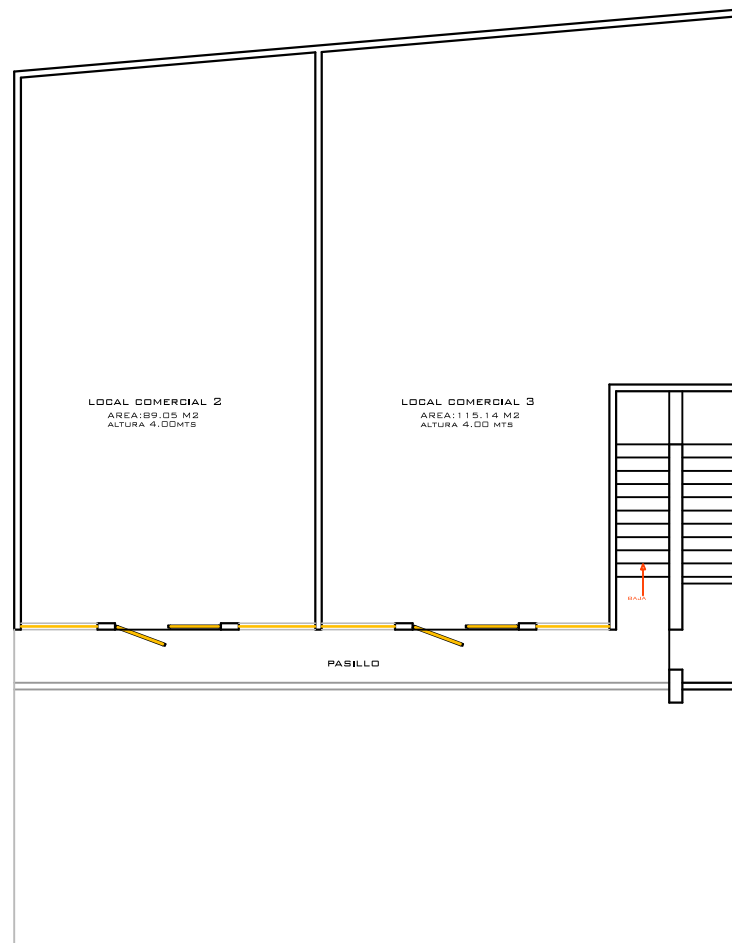 LOCAL COMERCIAL 2
AREA:89.05 M2
ALTURA 4.00MTS
LOCAL COMERCIAL 3
AREA:115.14 M2
ALTURA 4.00 MTS
BAJA
PASILLO